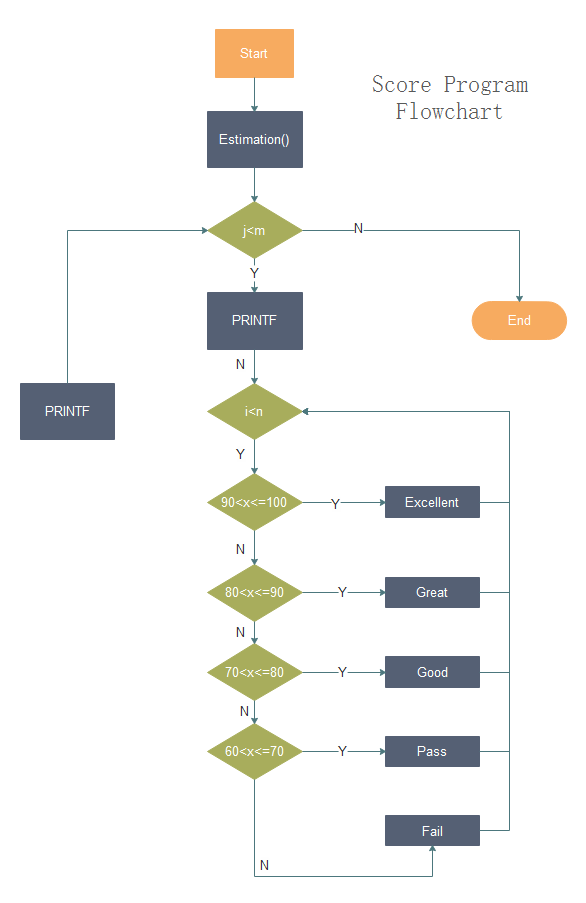 Start
Score Program
Flowchart
Estimation()
j<m
N
Y
PRINTF
End
N
PRINTF
i<n
Y
90<x<=100
Y
Excellent
N
80<x<=90
Y
Great
N
70<x<=80
Y
Good
N
60<x<=70
Y
Pass
Fail
N